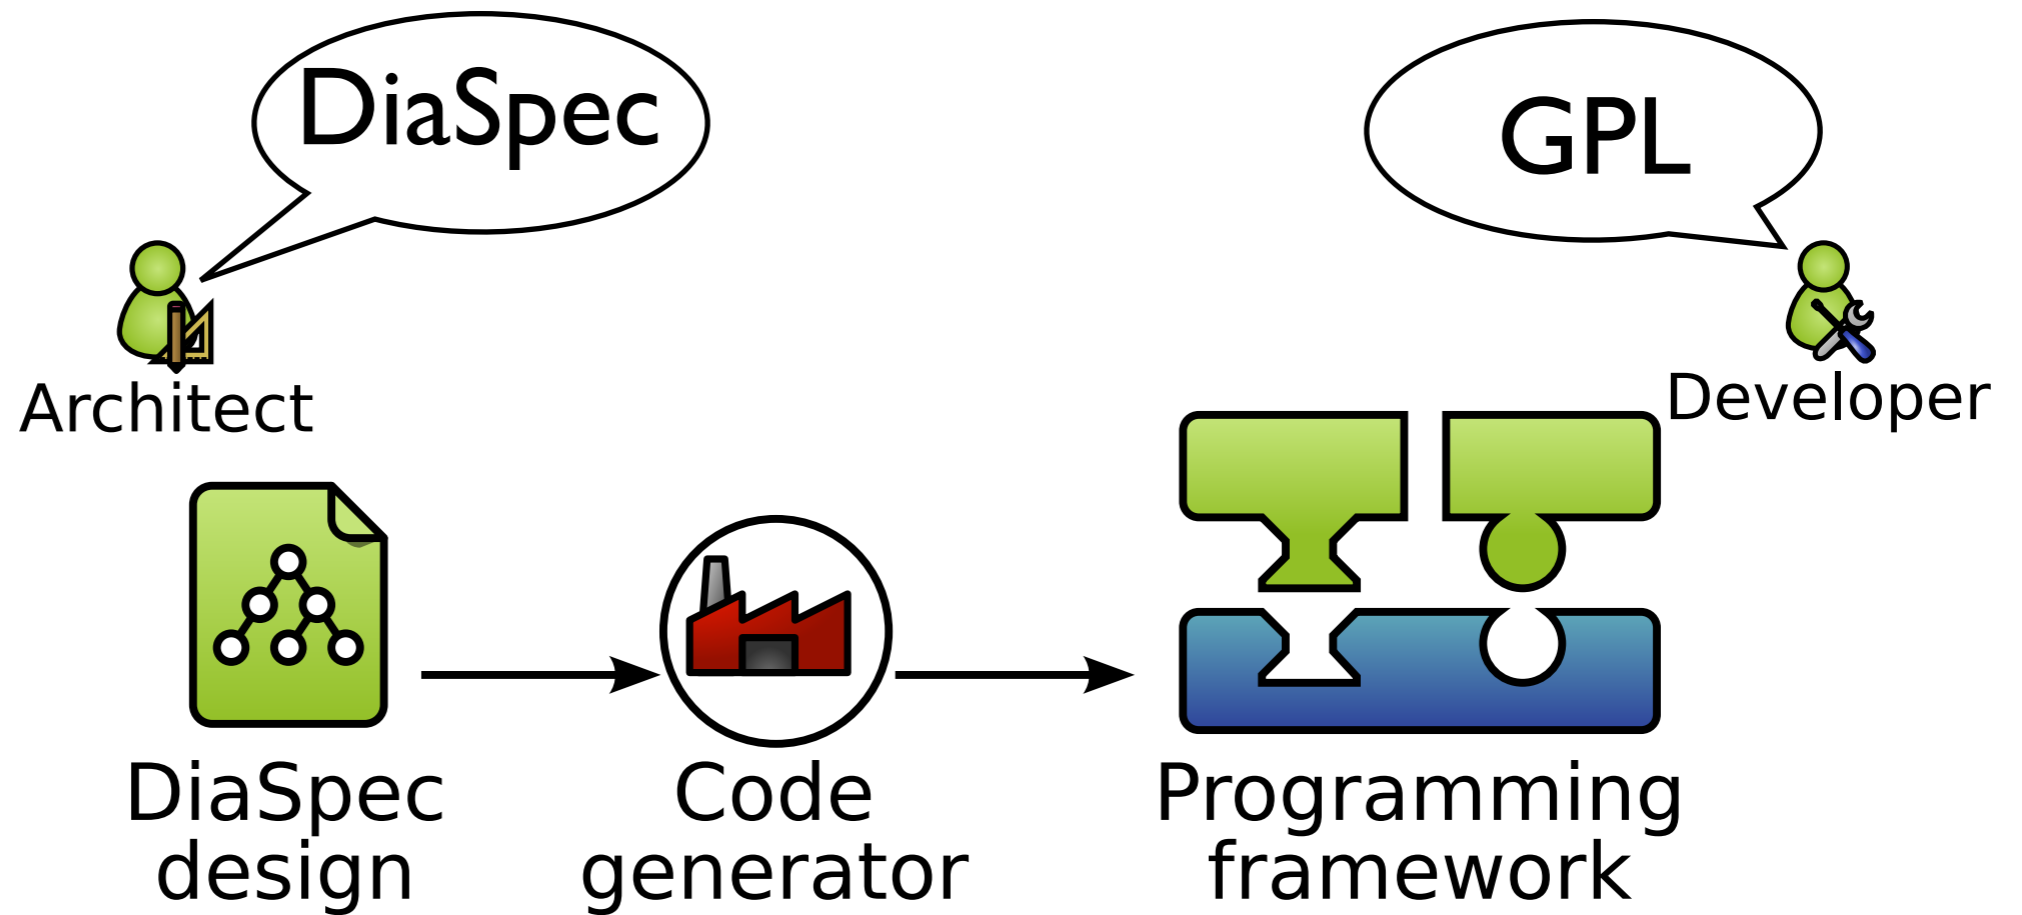 DiaSpec
GPL
Architect
Developer
DiaSpec
design
Code
generator
Programming
framework